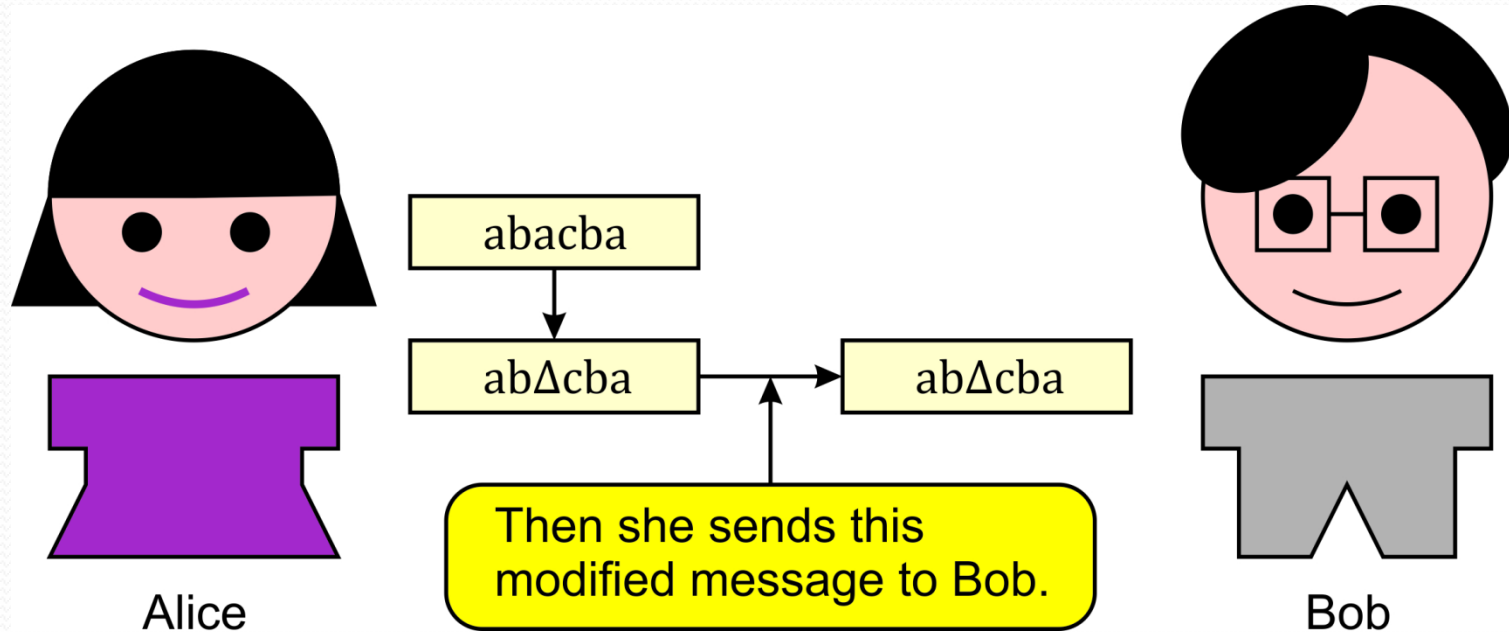 abacba
abΔcba
abΔcba
Then she sends this
modified message to Bob.
Alice
Bob